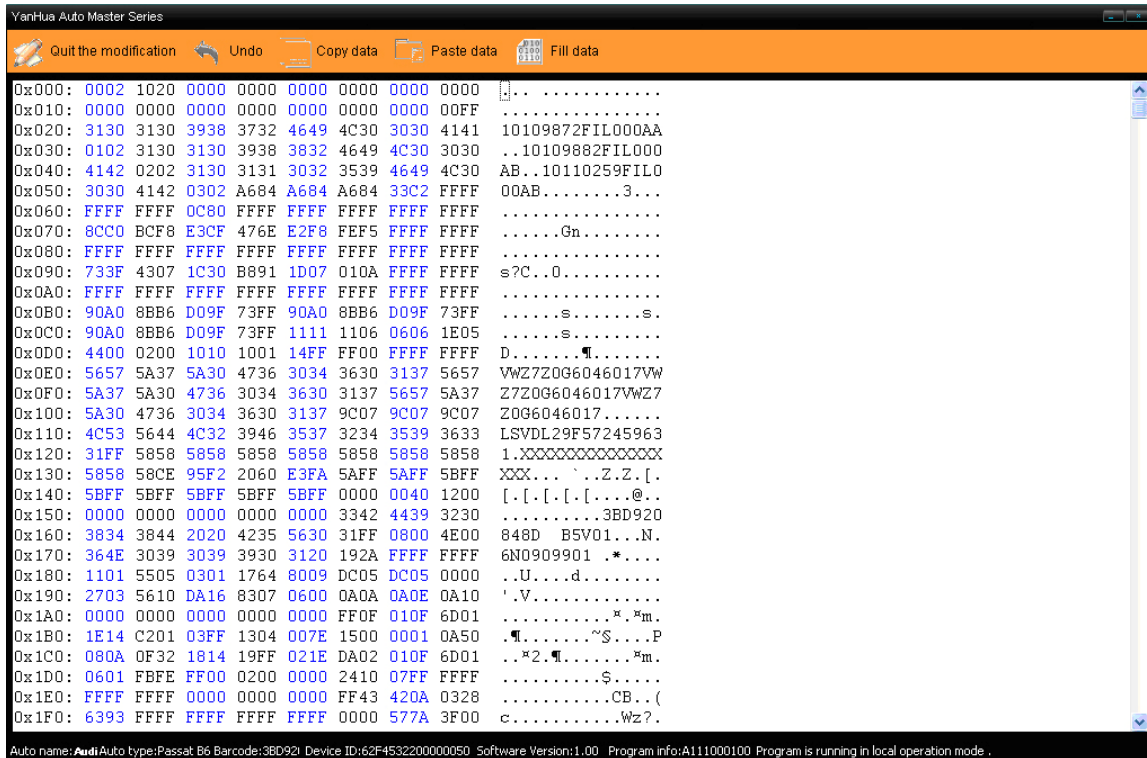 YanHua Auto Master Series
Quit the modification Undo Copy data Paste data Fill data
0x000: 0002 1020 0000 0000 0000 0000 0000 0000 ... ............
0x010: 0000 0000 0000 0000 0000 0000 0000 00FF ................
0x020: 3130 3130 3938 3732 4649 4C30 3030 4141 10109872FIL000AA
0x030: 0102 3130 3130 3938 3832 4649 4C30 3030 ..10109882FIL000
0x040: 4142 0202 3130 3131 3032 3539 4649 4C30 AB..10110259FIL0
0x050: 3030 4142 0302 A684 A684 A684 33C2 FFFF 00AB........3...
0x060: FFFF FFFF 0C80 FFFF FFFF FFFF FFFF FFFF ................
0x070: 8CC0 BCF8 E3CF 476E E2F8 FEF5 FFFF FFFF ......Gn........
0x080: FFFF FFFF FFFF FFFF FFFF FFFF FFFF FFFF ................
0x090: 733F 4307 1C30 B891 1D07 010A FFFF FFFF s?C..0..........
0x0A0: FFFF FFFF FFFF FFFF FFFF FFFF FFFF FFFF ................
0x0B0: 90A0 8BB6 D09F 73FF 90A0 8BB6 D09F 73FF ......s.......s.
0x0C0: 90A0 8BB6 D09F 73FF 1111 1106 0606 1E05 ......s.........
0x0D0: 4400 0200 1010 1001 14FF FF00 FFFF FFFF D.......¶.......
0x0E0: 5657 5A37 5A30 4736 3034 3630 3137 5657 VWZ7Z0G6046017VW
0x0F0: 5A37 5A30 4736 3034 3630 3137 5657 5A37 Z7Z0G6046017VWZ7
0x100: 5A30 4736 3034 3630 3137 9C07 9C07 9C07 Z0G6046017......
0x110: 4C53 5644 4C32 3946 3537 3234 3539 3633 LSVDL29F57245963
0x120: 31FF 5858 5858 5858 5858 5858 5858 5858 1.XXXXXXXXXXXXXX
0x130: 5858 58CE 95F2 2060 E3FA 5AFF 5AFF 5BFF XXX... `..Z.Z.[.
0x140: 5BFF 5BFF 5BFF 5BFF 5BFF 0000 0040 1200 [.[.[.[.[....@..
0x150: 0000 0000 0000 0000 0000 3342 4439 3230 ..........3BD920
0x160: 3834 3844 2020 4235 5630 31FF 0800 4E00 848D  B5V01...N.
0x170: 364E 3039 3039 3930 3120 192A FFFF FFFF 6N0909901 .*....
0x180: 1101 5505 0301 1764 8009 DC05 DC05 0000 ..U....d........
0x190: 2703 5610 DA16 8307 0600 0A0A 0A0E 0A10 '.V.............
0x1A0: 0000 0000 0000 0000 0000 FF0F 010F 6D01 ...........¤.¤m.
0x1B0: 1E14 C201 03FF 1304 007E 1500 0001 0A50 .¶.......~§....P
0x1C0: 080A 0F32 1814 19FF 021E DA02 010F 6D01 ..¤2.¶.......¤m.
0x1D0: 0601 FBFE FF00 0200 0000 2410 07FF FFFF ..........$.....
0x1E0: FFFF FFFF 0000 0000 0000 FF43 420A 0328 ...........CB..(
0x1F0: 6393 FFFF FFFF FFFF FFFF 0000 577A 3F00 c...........Wz?.
Auto name:Audi Auto type:Passat B6 Barcode:3BD92( Device ID:62F4532200000050 Software Version:1.00 Program info:A111000100 Program is running in local operation mode .